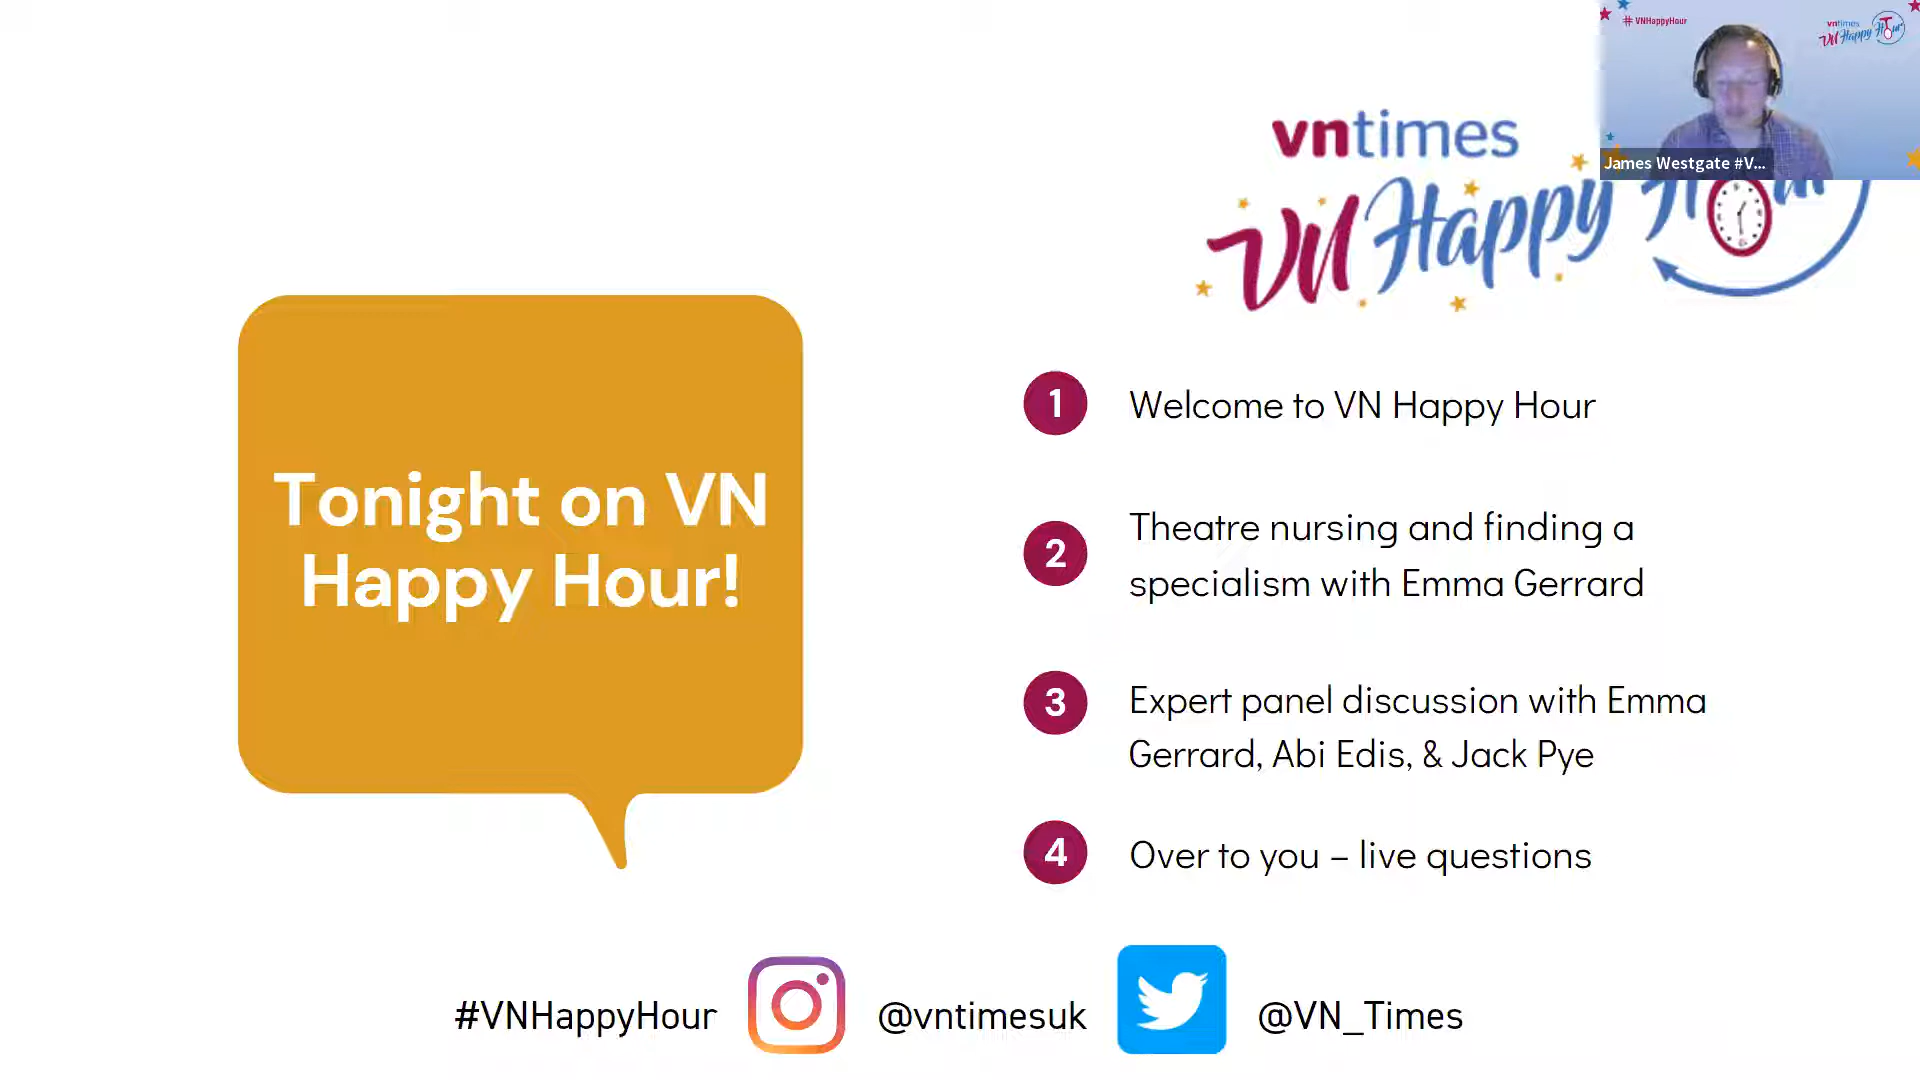 #VNHappyHour
vntimes
VN Happy Hour
James Westgate #V...
vntimes
VN Happy Hour
Tonight on VN
Happy Hour!
1
Welcome to VN Happy Hour
2
Theatre nursing and finding a
specialism with Emma Gerrard
3
Expert panel discussion with Emma
Gerrard, Abi Edis, & Jack Pye
4
Over to you – live questions
#VNHappyHour
@vntimesuk
@VN_Times